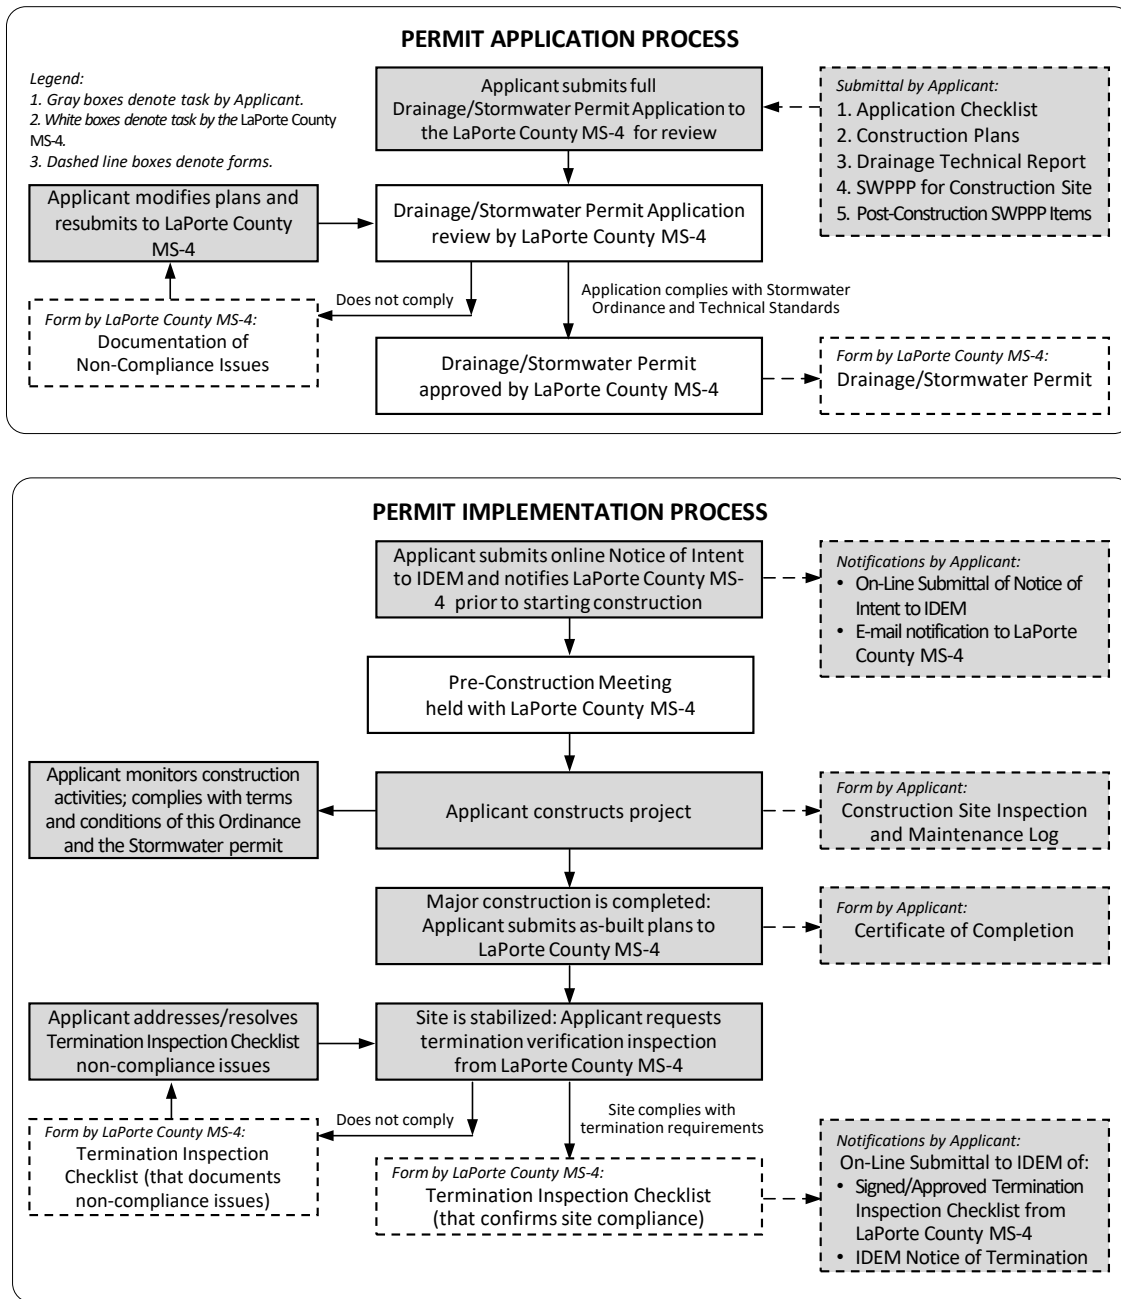 PERMIT APPLICATION PROCESS
Legend:
1. Gray boxes denote task by Applicant.
2. White boxes denote task by the LaPorte County
MS-4.
3. Dashed line boxes denote forms.
Applicant submits full
Drainage/Stormwater Permit Application to
the LaPorte County MS-4 for review
Submittal by Applicant:
1. Application Checklist
2. Construction Plans
3. Drainage Technical Report
4. SWPPP for Construction Site
5. Post-Construction SWPPP Items
Applicant modifies plans and
resubmits to LaPorte County
MS-4
Drainage/Stormwater Permit Application
review by LaPorte County MS-4
Does not comply
Application complies with Stormwater
Ordinance and Technical Standards
Form by LaPorte County MS-4:
Documentation of
Non-Compliance Issues
Drainage/Stormwater Permit
approved by LaPorte County MS-4
Form by LaPorte County MS-4:
Drainage/Stormwater Permit
PERMIT IMPLEMENTATION PROCESS
Applicant submits online Notice of Intent
to IDEM and notifies LaPorte County MS-
4 prior to starting construction
Notifications by Applicant:
• On-Line Submittal of Notice of
Intent to IDEM
• E-mail notification to LaPorte
County MS-4
Pre-Construction Meeting
held with LaPorte County MS-4
Applicant monitors construction
activities; complies with terms
and conditions of this Ordinance
and the Stormwater permit
Applicant constructs project
Form by Applicant:
Construction Site Inspection
and Maintenance Log
Major construction is completed:
Applicant submits as-built plans to
LaPorte County MS-4
Form by Applicant:
Certificate of Completion
Applicant addresses/resolves
Termination Inspection Checklist
non-compliance issues
Site is stabilized: Applicant requests
termination verification inspection
from LaPorte County MS-4
Does not comply
Site complies with
termination requirements
Form by LaPorte County MS-4:
Termination Inspection
Checklist (that documents
non-compliance issues)
Form by LaPorte County MS-4:
Termination Inspection Checklist
(that confirms site compliance)
Notifications by Applicant:
On-Line Submittal to IDEM of:
• Signed/Approved Termination
Inspection Checklist from
LaPorte County MS-4
• IDEM Notice of Termination